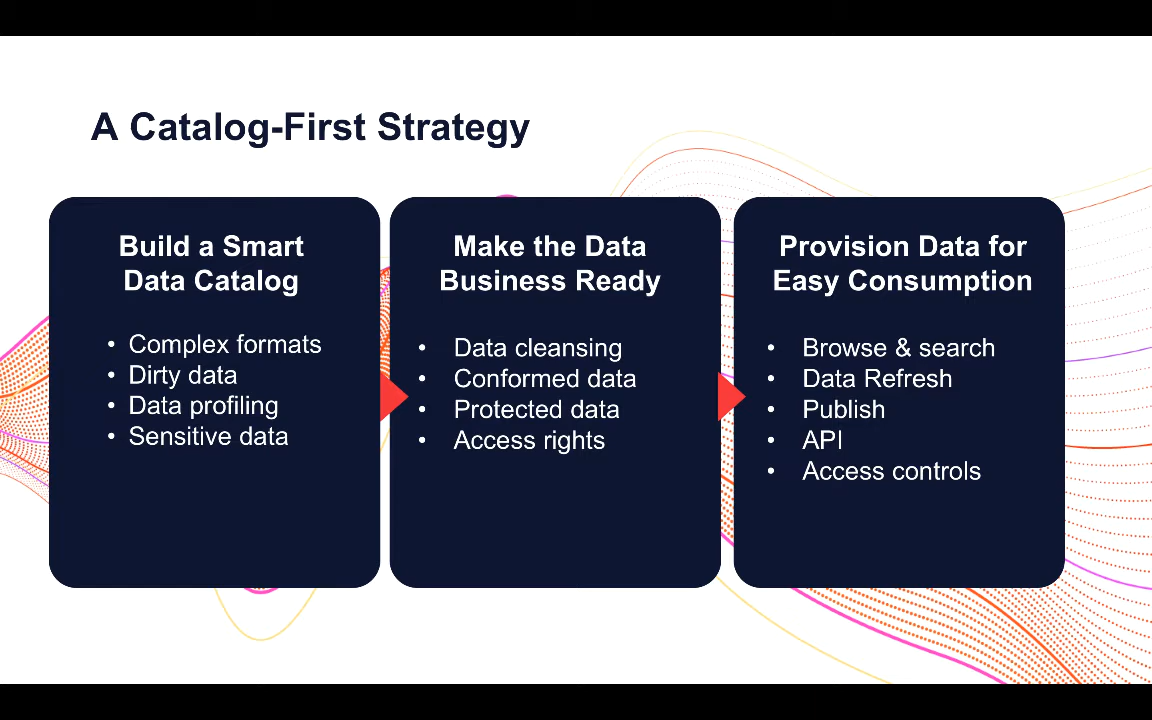 A Catalog-First Strategy
Build a Smart
Data Catalog
• Complex formats
• Dirty data
• Data profiling
• Sensitive data
Make the Data
Business Ready
• Data cleansing
• Conformed data
• Protected data
• Access rights
Provision Data for
Easy Consumption
• Browse & search
• Data Refresh
• Publish
• API
• Access controls